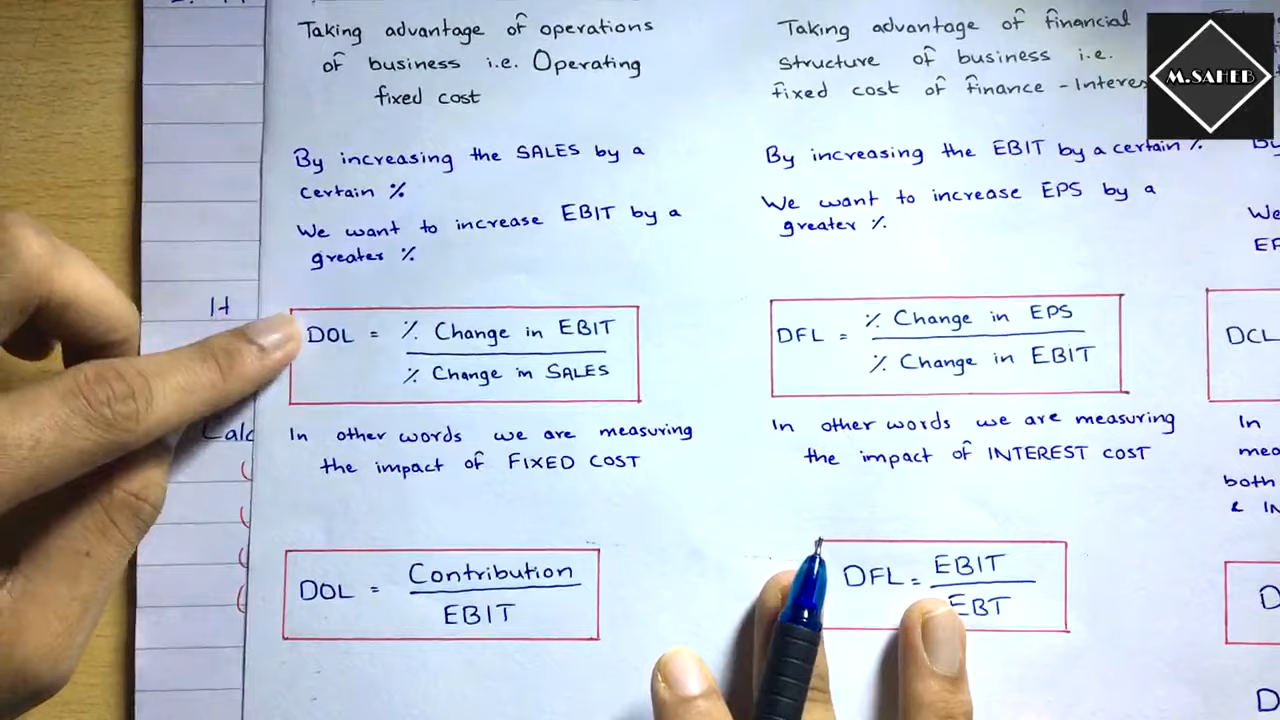 Taking advantage of operations
of business i.e. Operating
fixed cost
By increasing the SALES by a
certain %
We want to increase EBIT by a
greater %
DOL = % Change in EBIT
% Change in SALES
In other words we are measuring
the impact of FIXED COST
DOL = Contribution
EBIT
Taking advantage of financial
structure of business i.e.
fixed cost of finance -
By increasing the EBIT by a certain %
We want to increase EPS by a
greater %
DFL = % Change in EPS
% Change in EBIT
In other words we are measuring
the impact of INTEREST COST
DFL = EBIT
EBT
M.SAHEB
We
DCL
In
both
&